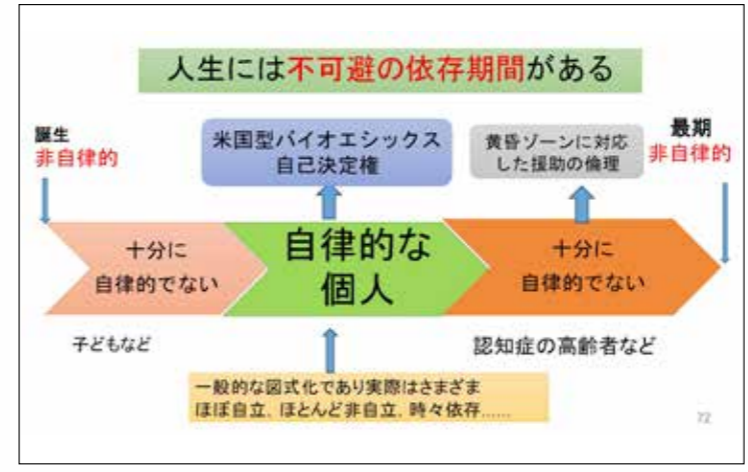 人生には不可避の依存期間がある
誕生
非自律的
米国型バイオエシックス
自己決定権
黄昏ゾーンに対応
した援助の倫理
最期
非自律的
十分に
自律的でない
自律的な
個人
十分に
自律的でない
子どもなど
認知症の高齢者など
一般的な図式化であり実際はさまざま
ほぼ自立, ほとんど非自立, 時々依存……
72